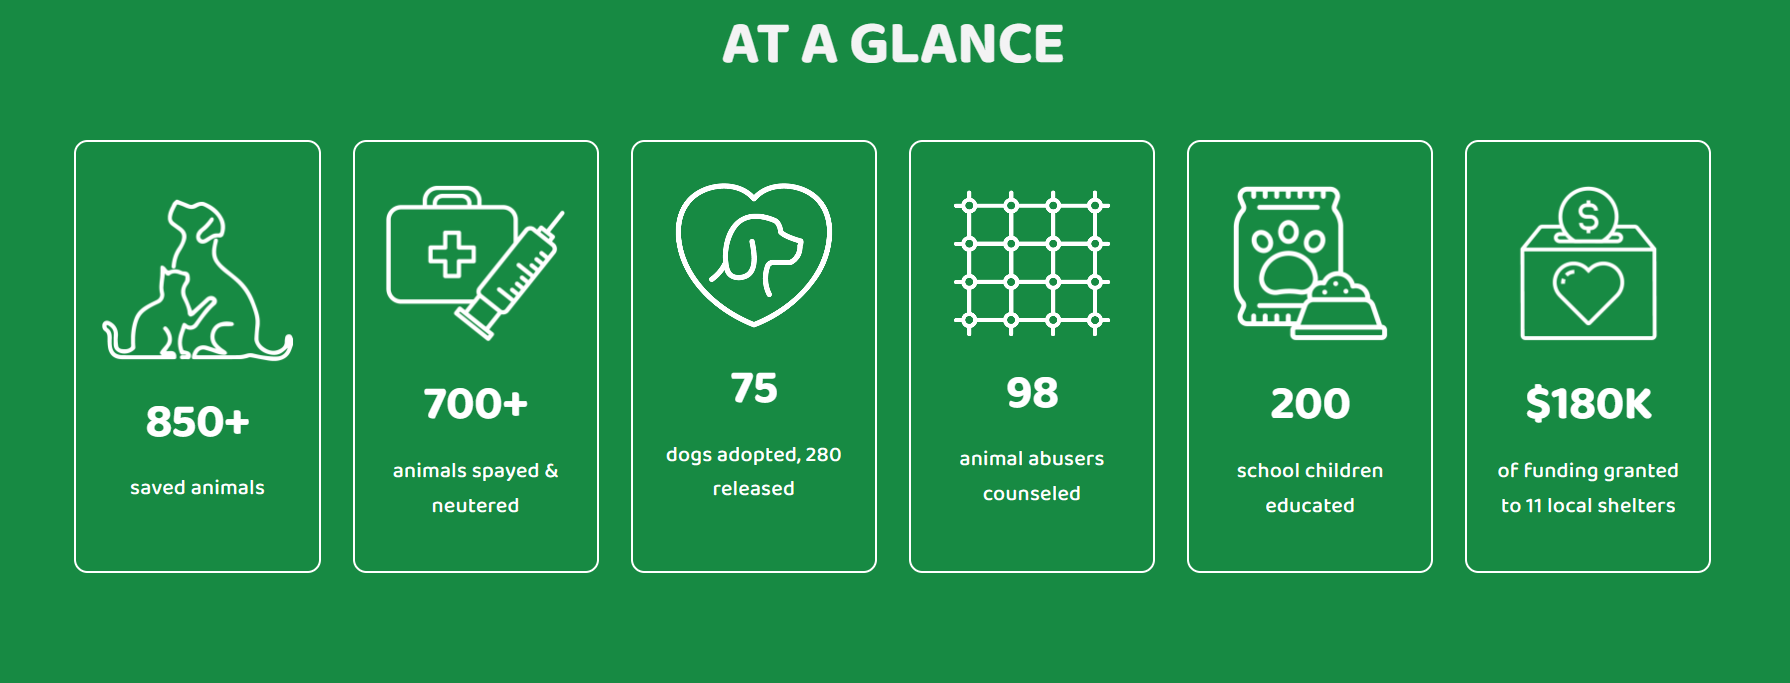 AT A GLANCE
850+
saved animals
700+
animals spayed &
neutered
75
dogs adopted, 280
released
98
animal abusers
counseled
200
school children
educated
$
$180K
of funding granted
to 11 local shelters